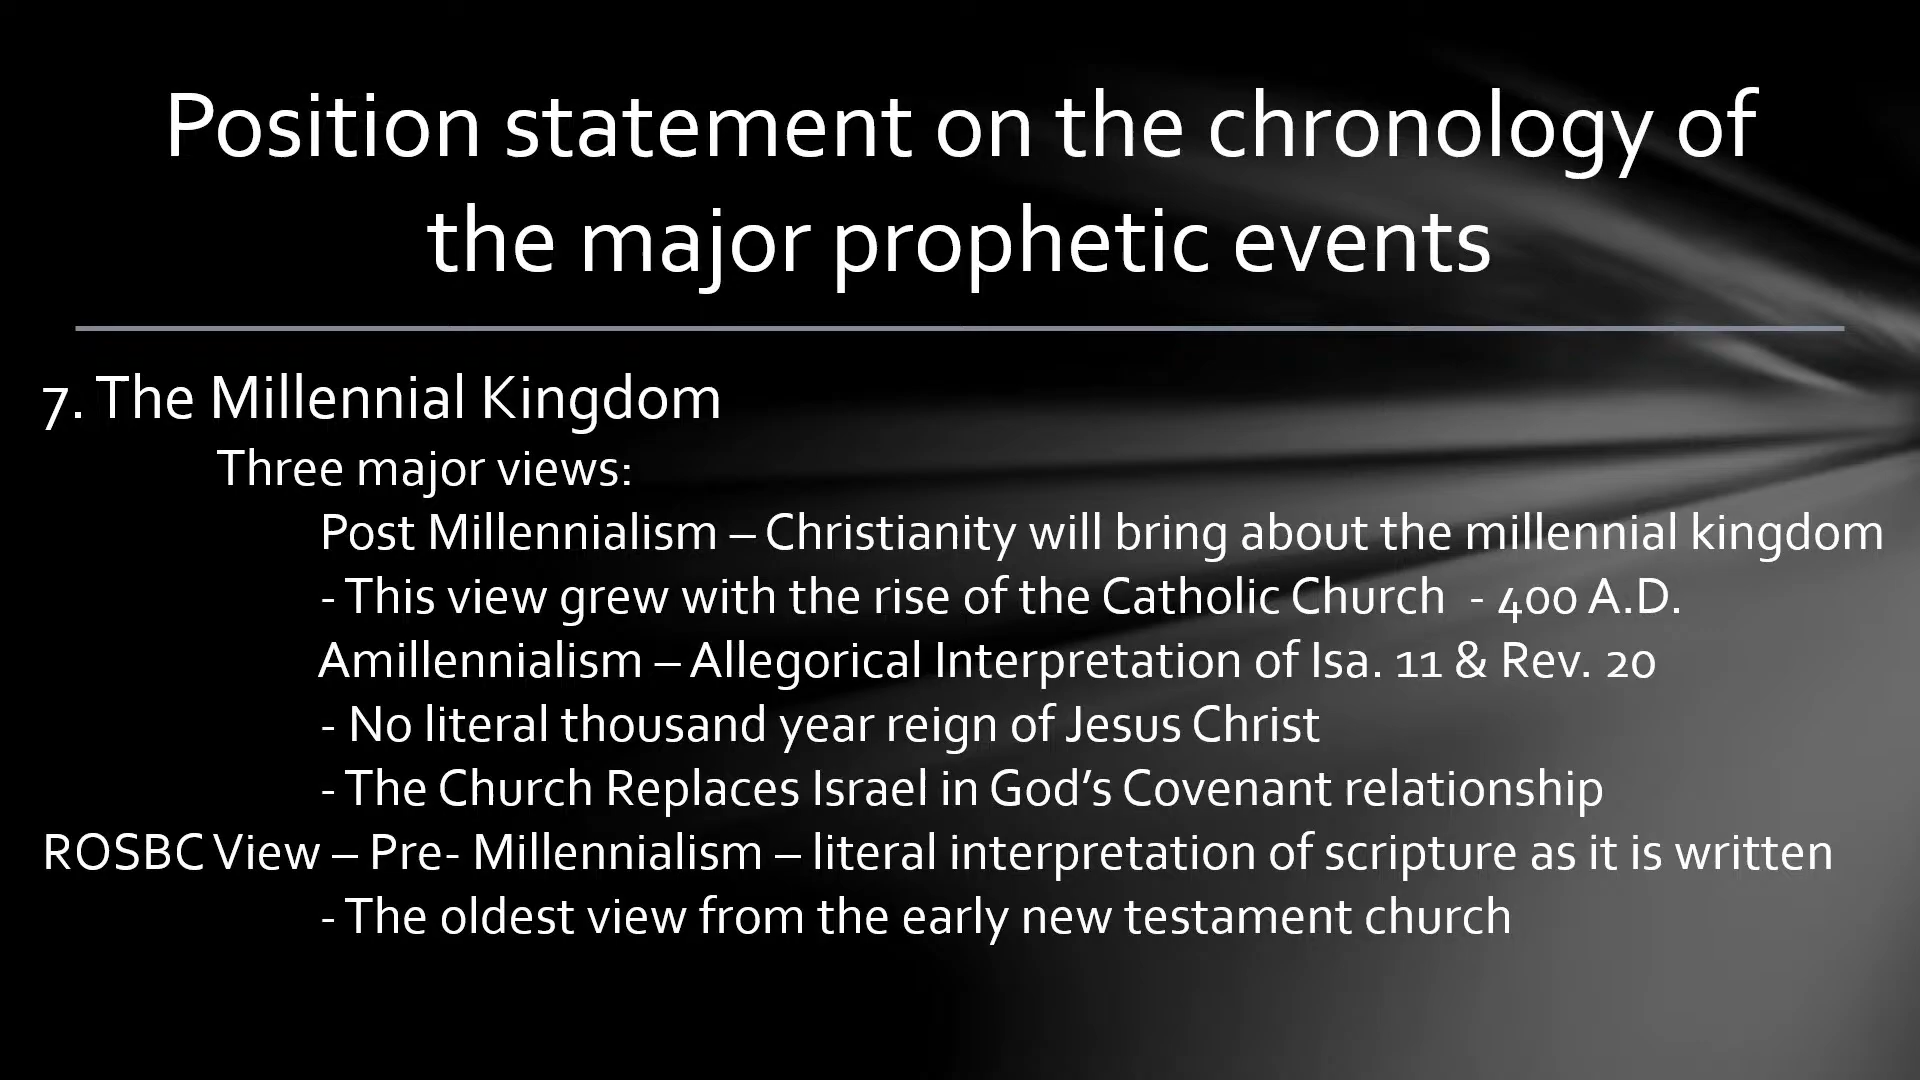 Position statement on the chronology of
the major prophetic events
7. The Millennial Kingdom
Three major views:
Post Millennialism – Christianity will bring about the millennial kingdom
- This view grew with the rise of the Catholic Church - 400 A.D.
Amillennialism – Allegorical Interpretation of Isa. 11 & Rev. 20
- No literal thousand year reign of Jesus Christ
- The Church Replaces Israel in God’s Covenant relationship
ROSBC View – Pre- Millennialism – literal interpretation of scripture as it is written
- The oldest view from the early new testament church